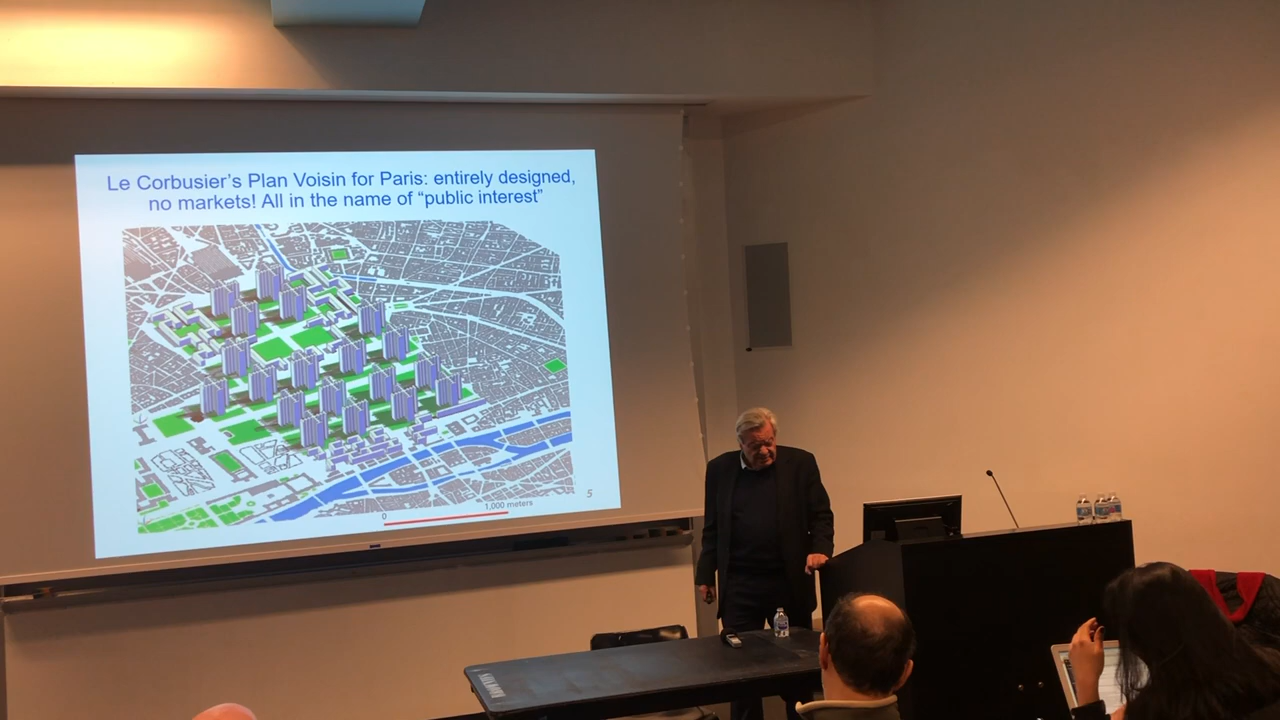 Le Corbusier's Plan Voisin for Paris: entirely designed,
no markets! All in the name of “public interest”
5
0 1,000 meters